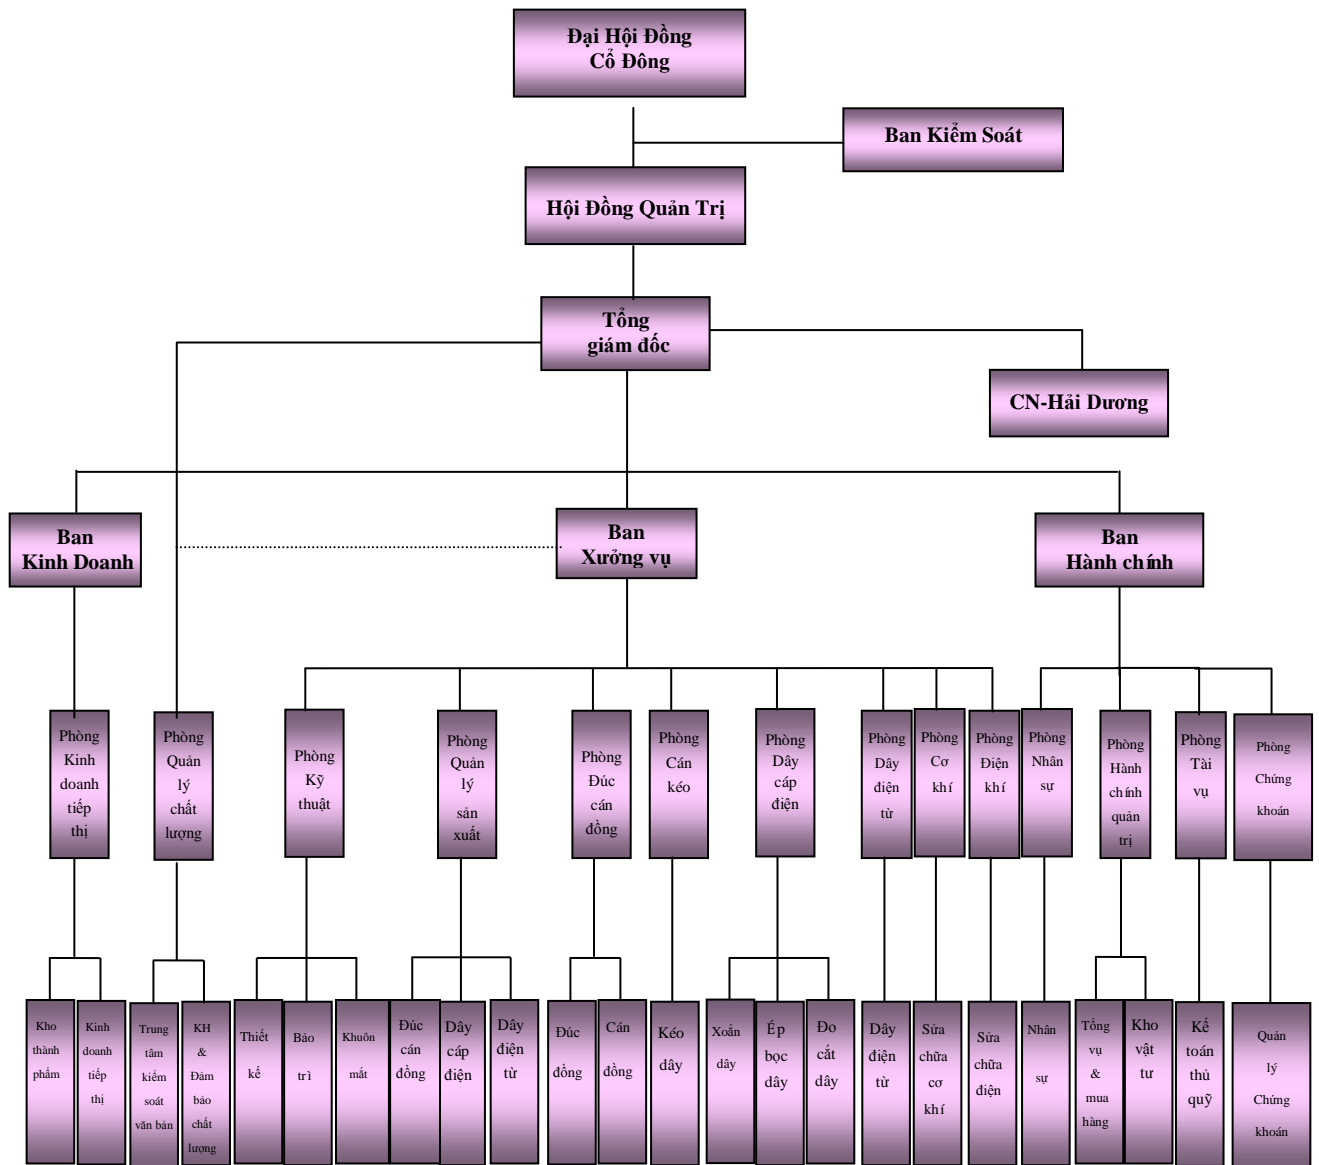 Đại Hội Đồng
Cổ Đông
Ban Kiểm Soát
Hội Đồng Quản Trị
Tổng
giám đốc
CN-Hải Dương
Ban
Kinh Doanh
Ban
Xưởng vụ
Ban
Hành chính
Phòng
Kinh
doanh
tiếp
thị
Phòng
Quản
lý
chất
lượng
Phòng
Kỹ
thuật
Phòng
Quản
lý
sản
xuất
Phòng
Đúc
cán
đồng
Phòng
Cán
kéo
Phòng
Dây
cáp
điện
Phòng
Dây
điện
từ
Phòng
Cơ
khí
Phòng
Điện
khí
Phòng
Nhân
sự
Phòng
Hành
chính
quản
trị
Phòng
Tài
vụ
Phòng
Chứng
khoán
Kho
thành
phẩm
Kinh
doanh
tiếp
thị
Trung
tâm
kiểm
soát
văn bản
KH
&
Đảm
bảo
chất
lượng
Thiết
kế
Bảo
trì
Khuôn
mắt
Đúc
cán
đồng
Dây
cáp
điện
Dây
điện
từ
Đúc
đồng
Cán
đồng
Kéo
dây
Xoắn
dây
Ép
bọc
dây
Đo
cắt
dây
Dây
điện
từ
Sửa
chữa
cơ
khí
Sửa
chữa
điện
Nhân
sự
Tổng
vụ
&
mua
hàng
Kho
vật
tư
Kế
toán
thủ
quỹ
Quản
lý
Chứng
khoán